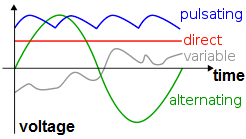 pulsating
direct
variable
time
alternating
voltage